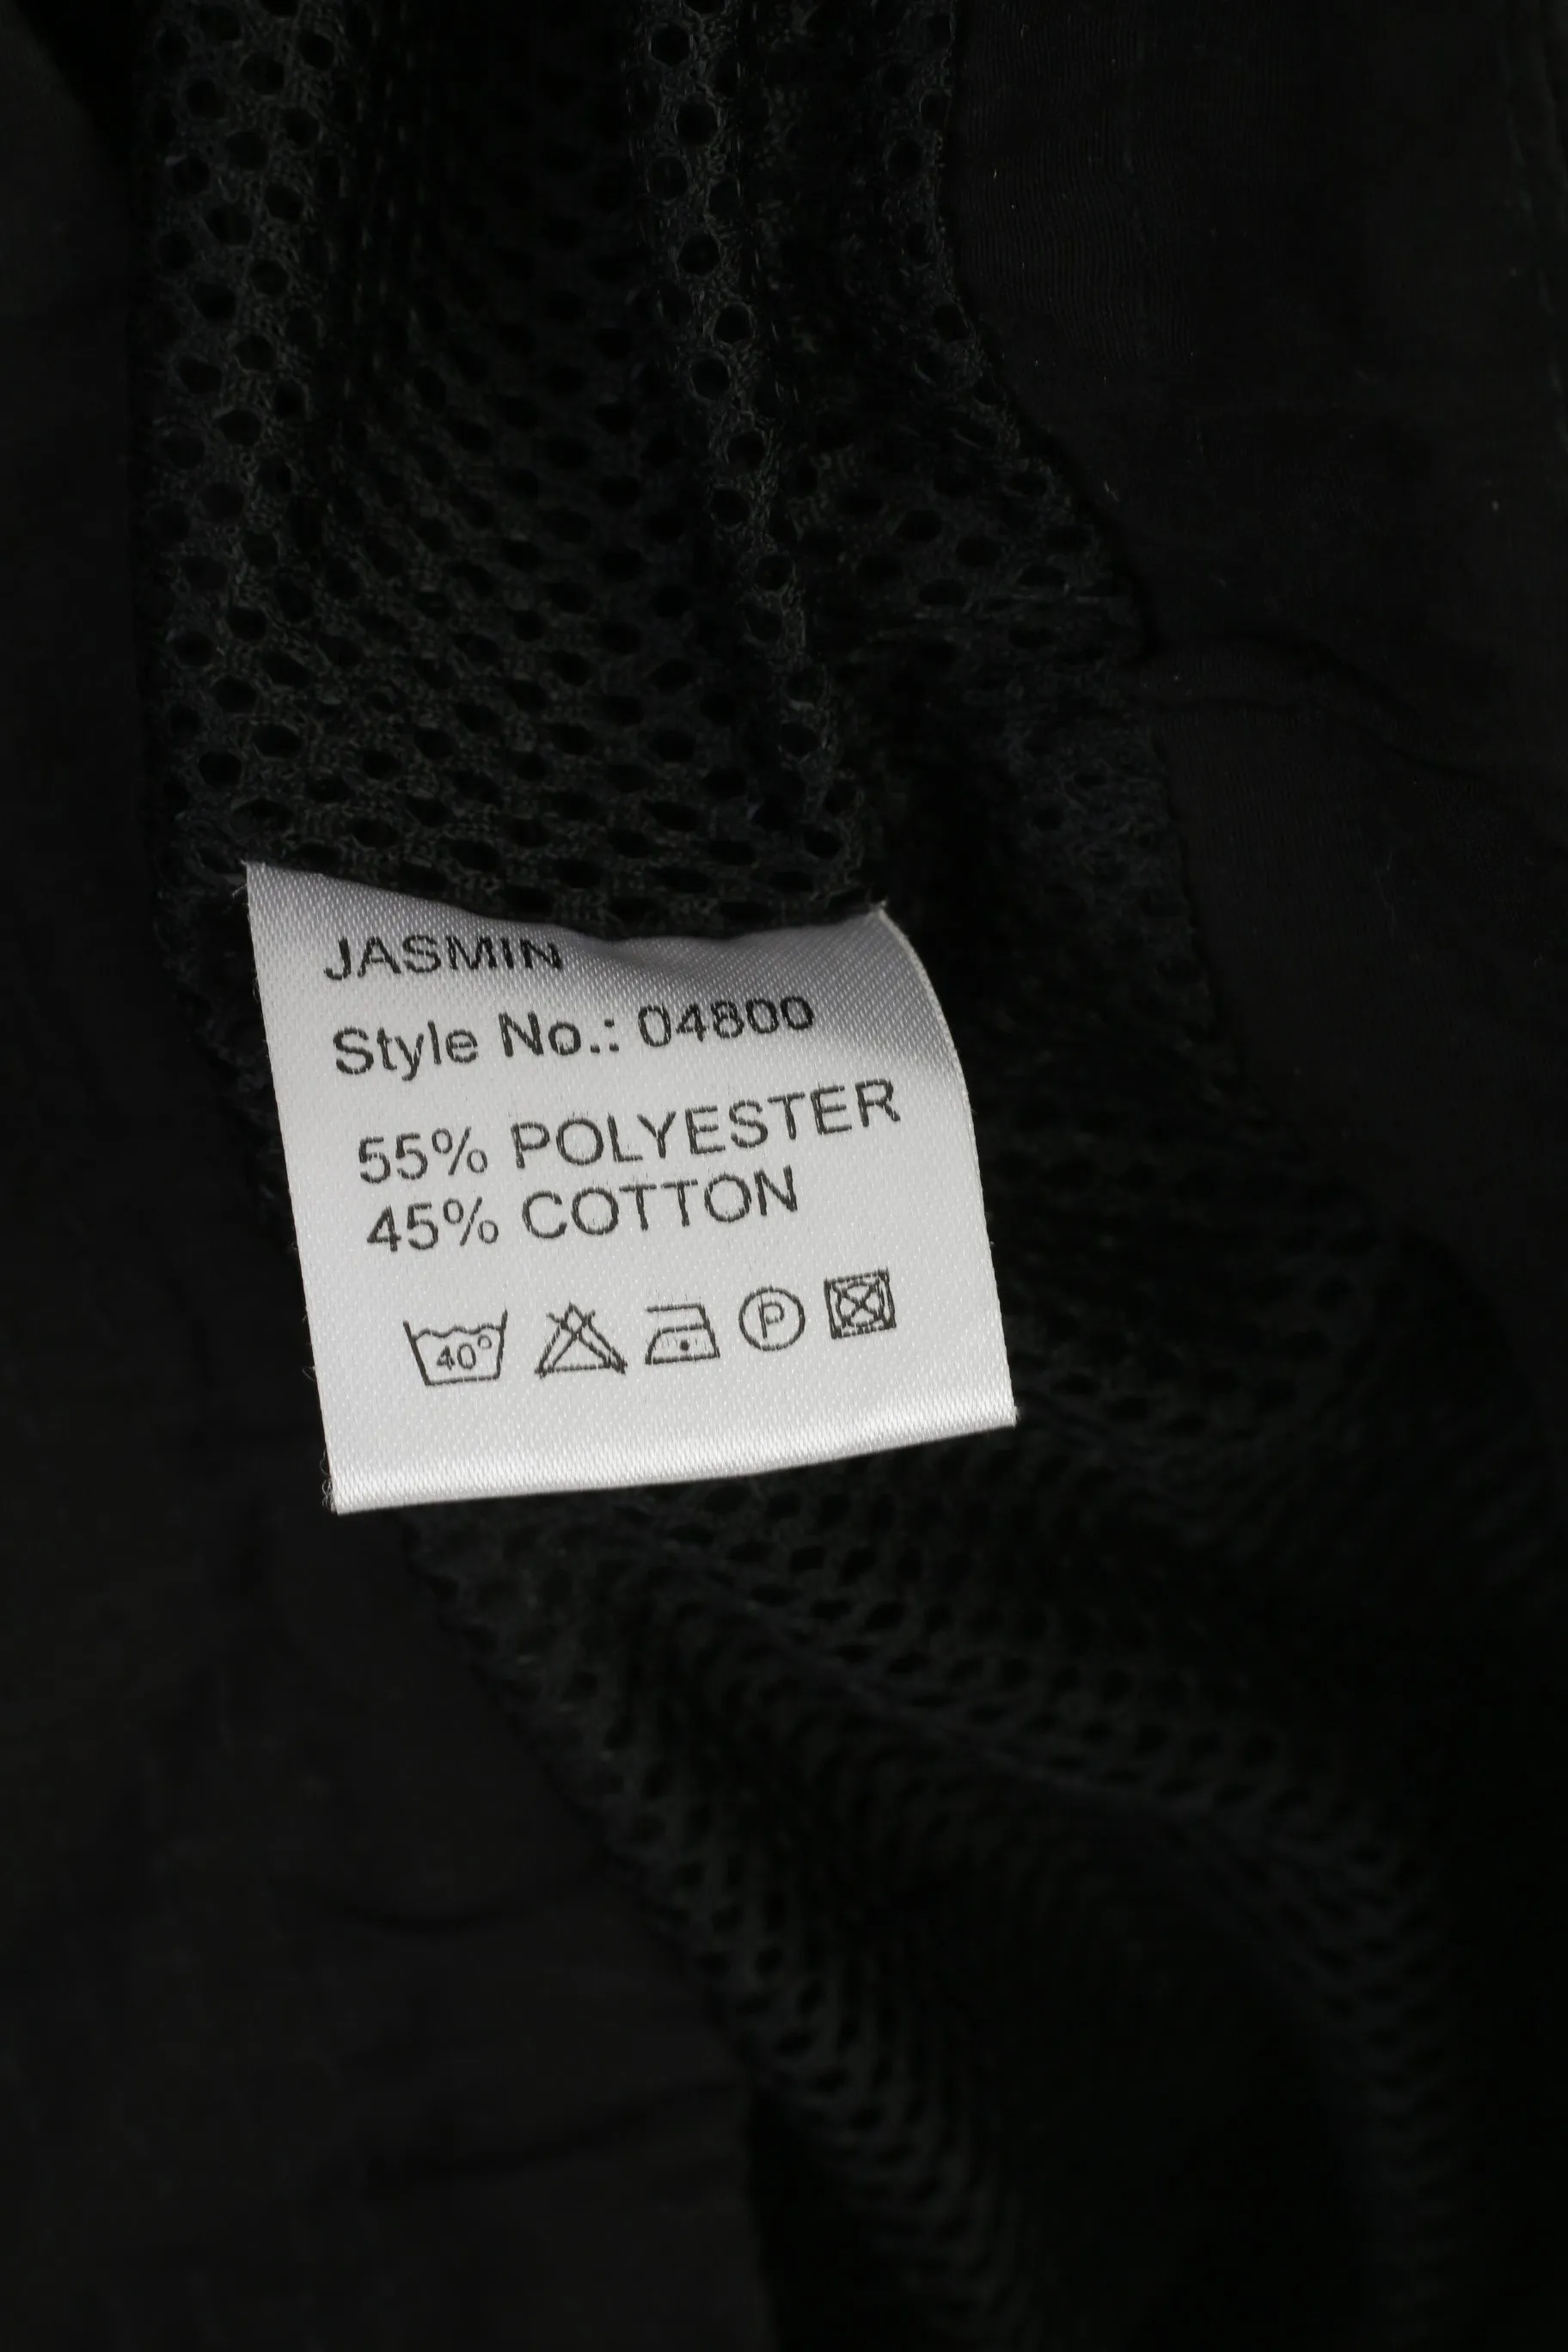 JASMIN
Style No.: 04800
55% POLYESTER
45% COTTON
40° P